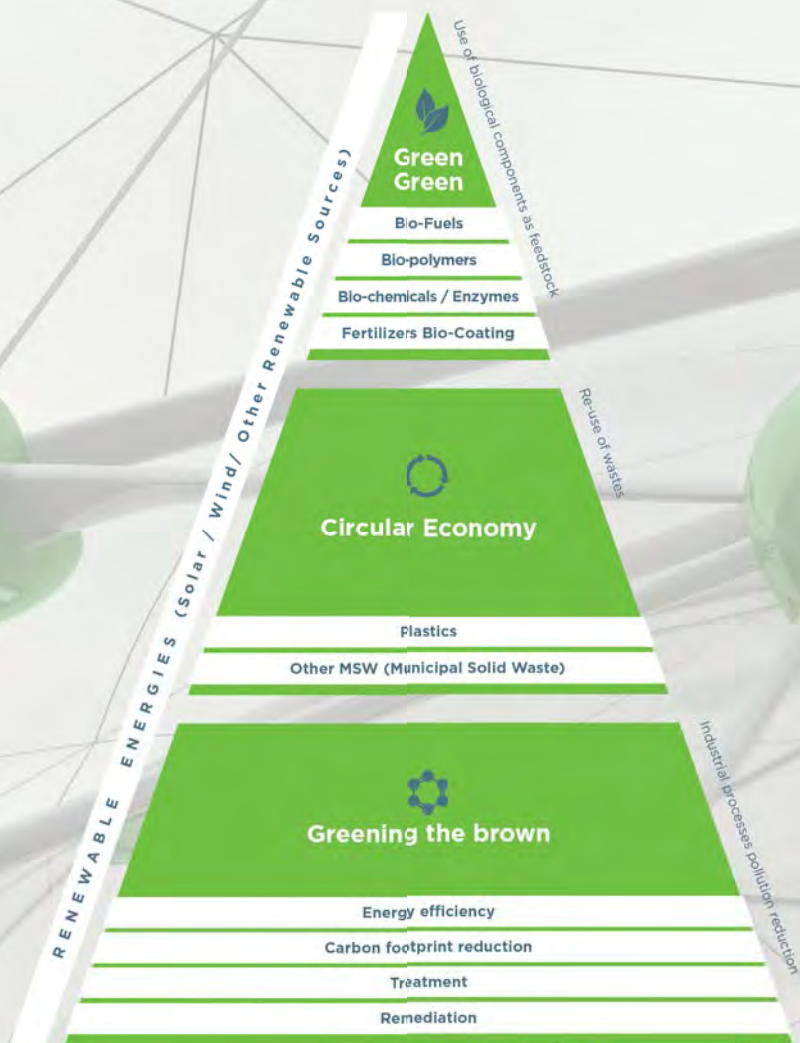 RENEWABLE ENERGIES (Solar / Wind/ Other Renewable Sources)
Use of biological components as feedstock
Green
Green
Bio-Fuels
Bio-polymers
Bio-chemicals / Enzymes
Fertilizers Bio-Coating
Re-use of wastes
Circular Economy
Plastics
Other MSW (Municipal Solid Waste)
Industrial processes pollution reduction
Greening the brown
Energy efficiency
Carbon footprint reduction
Treatment
Remediation